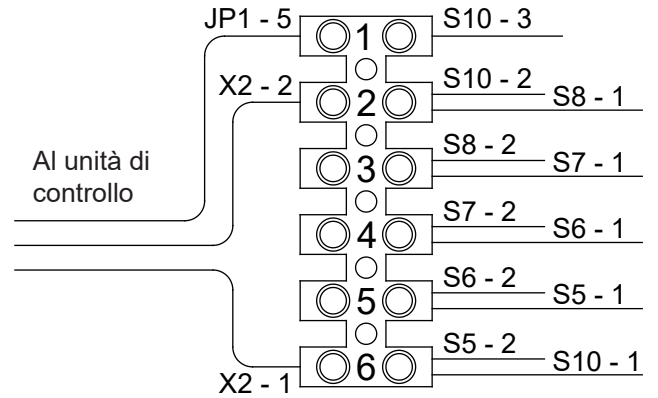 JP1 - 5 1 S10 - 3
X2 - 2 2 S10 - 2 S8 - 1
3 S8 - 2 S7 - 1
Al unità di
controllo
4 S7 - 2 S6 - 1
5 S6 - 2 S5 - 1
X2 - 1 6 S5 - 2 S10 - 1